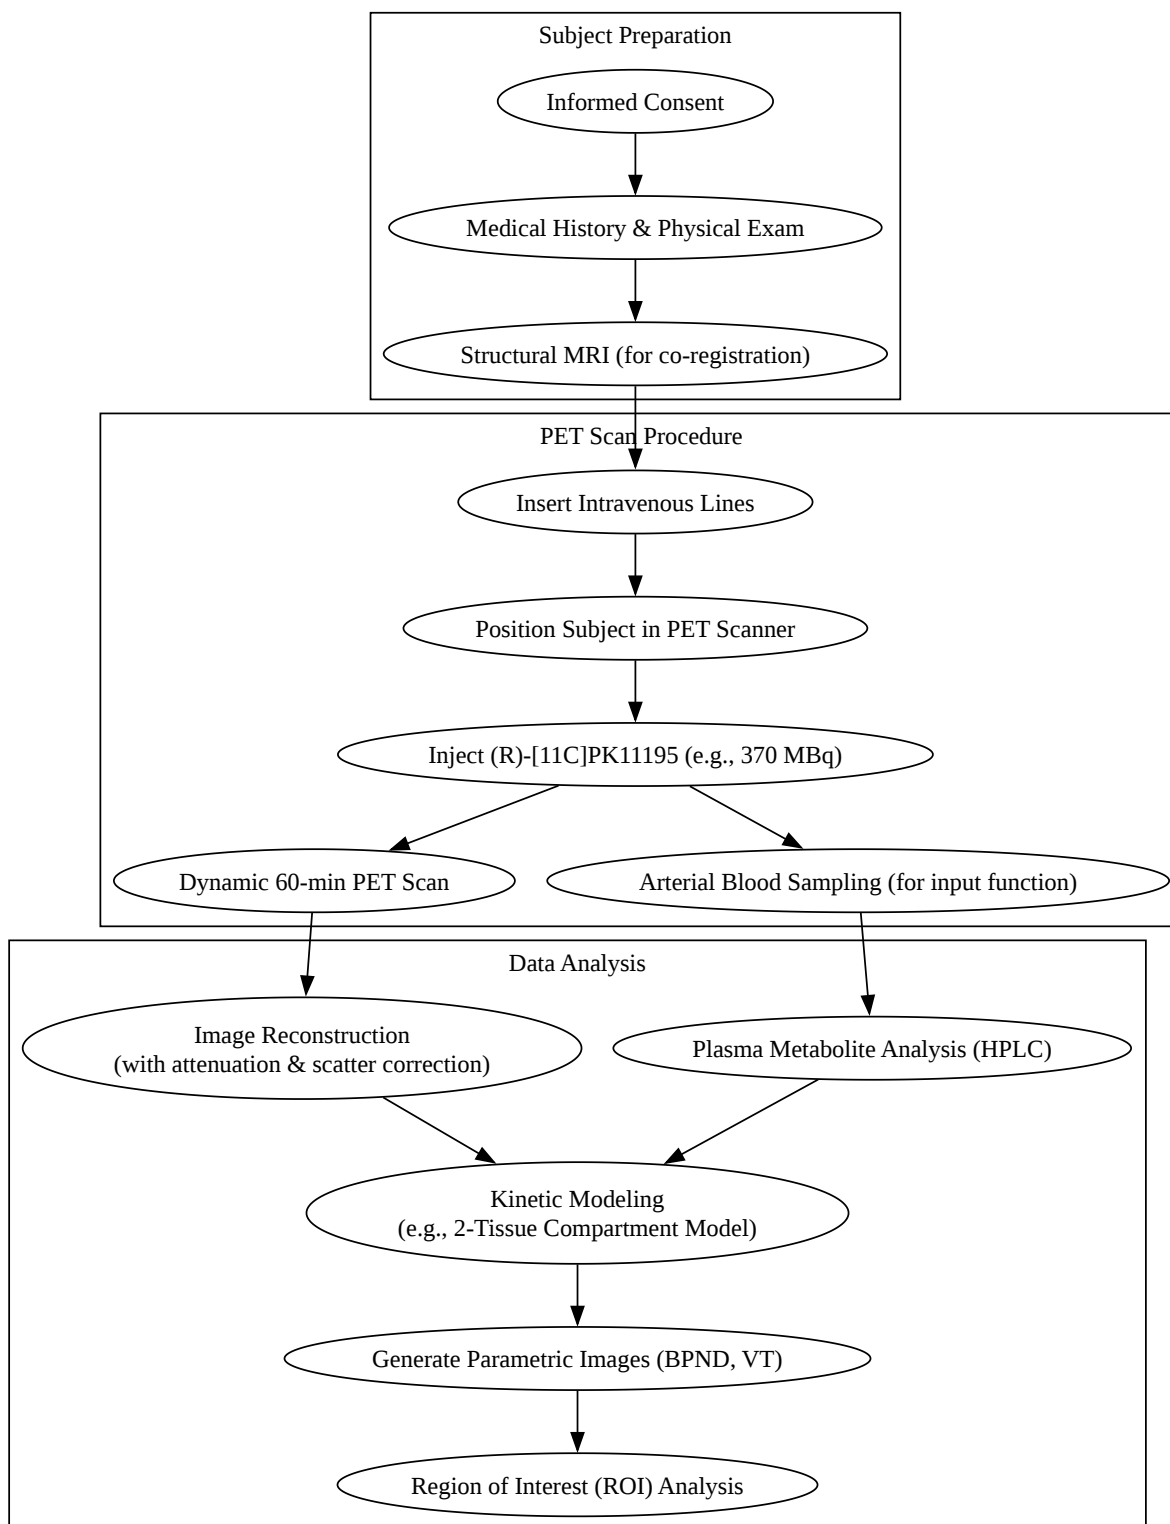 Subject Preparation
Informed Consent
Medical History & Physical Exam
Structural MRI (for co-registration)
PET Scan Procedure
Insert Intravenous Lines
Position Subject in PET Scanner
Inject (R)-[11C]PK11195 (e.g., 370 MBq)
Dynamic 60-min PET Scan
Arterial Blood Sampling (for input function)
Data Analysis
Image Reconstruction
(with attenuation & scatter correction)
Plasma Metabolite Analysis (HPLC)
Kinetic Modeling
(e.g., 2-Tissue Compartment Model)
Generate Parametric Images (BPND, VT)
Region of Interest (ROI) Analysis